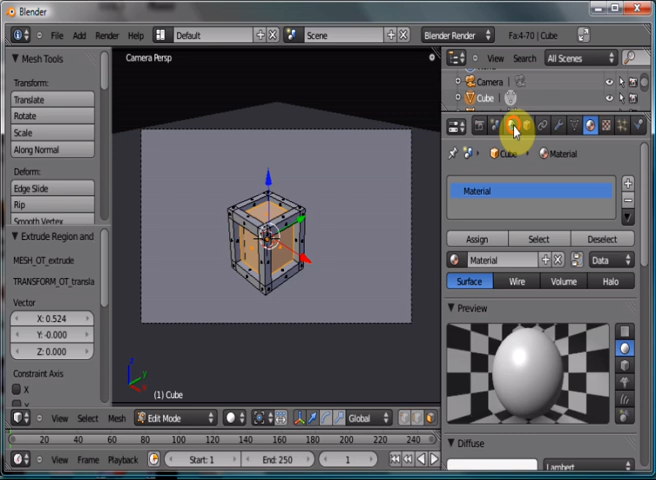 Blender
File Add Render Help Default Scene Blender Render Fa:4-70 | Cube
Mesh Tools
Transform:
Translate
Rotate
Scale
Along Normal
Deform:
Edge Slide
Rip
Smooth Vertex
Extrude Region and
MESH_OT_extrude
TRANSFORM_OT_transla
Vector
X: 0.524
Y: -0.000
Z: 0.000
Constraint Axis
X
Camera Persp
(1) Cube
View Select Mesh Edit Mode Global
20 40 60 80 100 120 140 160 180 200 220 240
View Frame Playback Start: 1 End: 250 1
View Search All Scenes
Camera
Cube
Cube Material
Material
Assign Select Deselect
Material Data
Surface Wire Volume Halo
Preview
Diffuse
Lambert